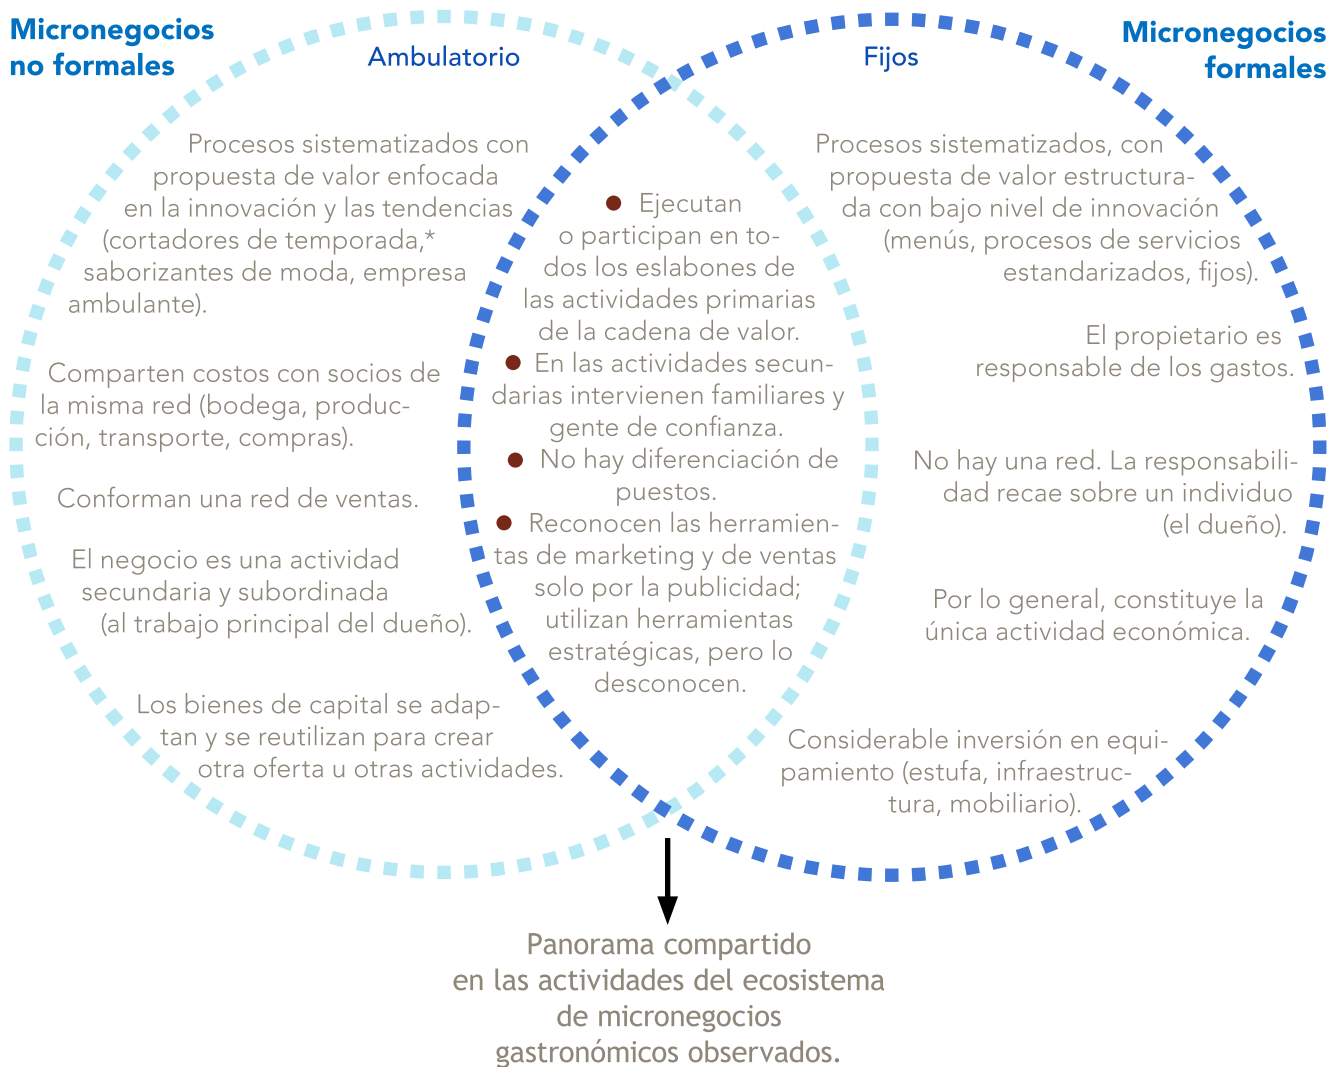 Micronegocios
no formales
Ambulatorio
Fijos
Micronegocios
formales
Procesos sistematizados con
propuesta de valor enfocada
en la innovación y las tendencias
(cortadores de temporada,*
saborizantes de moda, empresa
ambulante).
Comparten costos con socios de
la misma red (bodega, produc-
ción, transporte, compras).
Conforman una red de ventas.
El negocio es una actividad
secundaria y subordinada
(al trabajo principal del dueño).
Los bienes de capital se adap-
tan y se reutilizan para crear
otra oferta u otras actividades.
● Ejecutan
o participan en to-
dos los eslabones de
las actividades primarias
de la cadena de valor.
● En las actividades secun-
darias intervienen familiares y
gente de confianza.
● No hay diferenciación de
puestos.
● Reconocen las herramien-
tas de marketing y de ventas
solo por la publicidad;
utilizan herramientas
estratégicas, pero lo
desconocen.
Procesos sistematizados, con
propuesta de valor estructura-
da con bajo nivel de innovación
(menús, procesos de servicios
estandarizados, fijos).
El propietario es
responsable de los gastos.
No hay una red. La responsabili-
dad recae sobre un individuo
(el dueño).
Por lo general, constituye la
única actividad económica.
Considerable inversión en equi-
pamiento (estufa, infraestruc-
tura, mobiliario).
Panorama compartido
en las actividades del ecosistema
de micronegocios
gastronómicos observados.